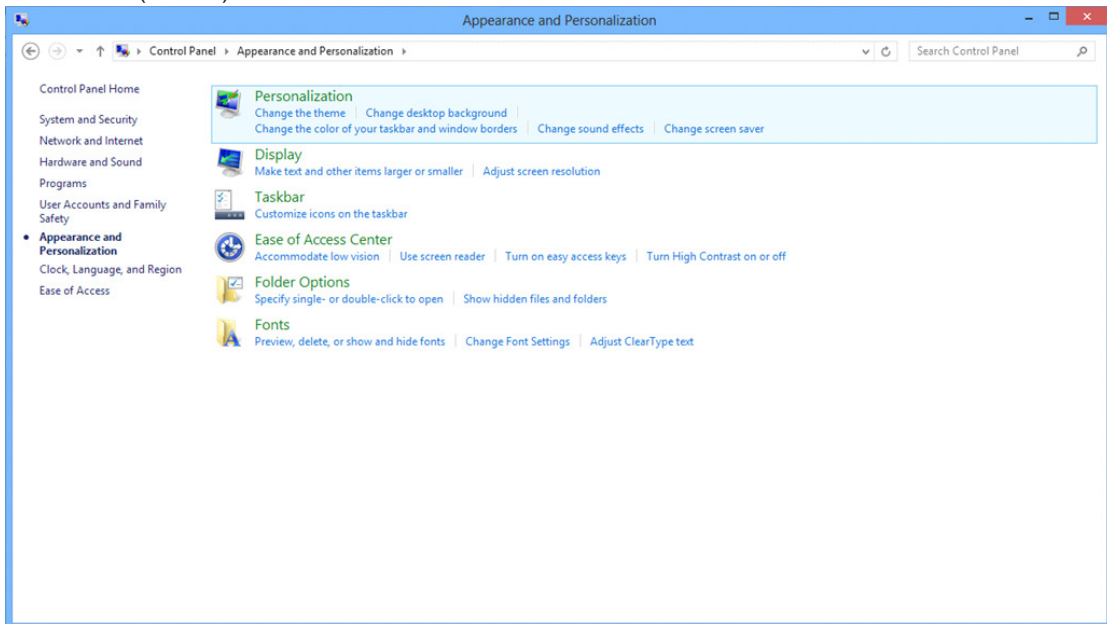 Appearance and Personalization
Control Panel Appearance and Personalization
Search Control Panel
Control Panel Home
System and Security
Network and Internet
Hardware and Sound
Programs
User Accounts and Family
Safety
Appearance and
Personalization
Clock, Language, and Region
Ease of Access
Personalization
Change the theme Change desktop background
Change the color of your taskbar and window borders Change sound effects Change screen saver
Display
Make text and other items larger or smaller Adjust screen resolution
Taskbar
Customize icons on the taskbar
Ease of Access Center
Accommodate low vision Use screen reader Turn on easy access keys Turn High Contrast on or off
Folder Options
Specify single- or double-click to open Show hidden files and folders
Fonts
Preview, delete, or show and hide fonts Change Font Settings Adjust ClearType text